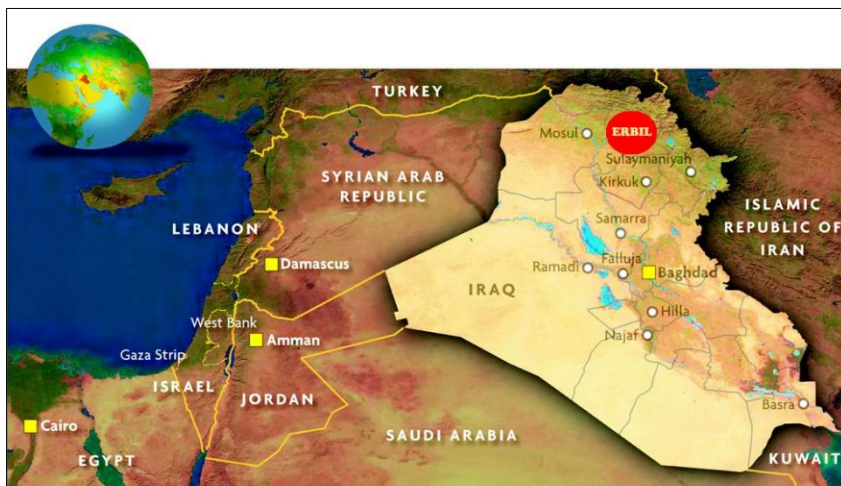 TURKEY
Mosul
ERBIL
Sulaymaniyah
Kirkuk
SYRIAN ARAB
REPUBLIC
ISLAMIC
REPUBLIC OF
IRAN
Samarra
LEBANON
Damascus
Ramadi
Falluja
Baghdad
IRAQ
West Bank
Hilla
Amman
Najaf
Gaza Strip
ISRAEL
JORDAN
Basra
Cairo
SAUDI ARABIA
EGYPT
KUWAIT